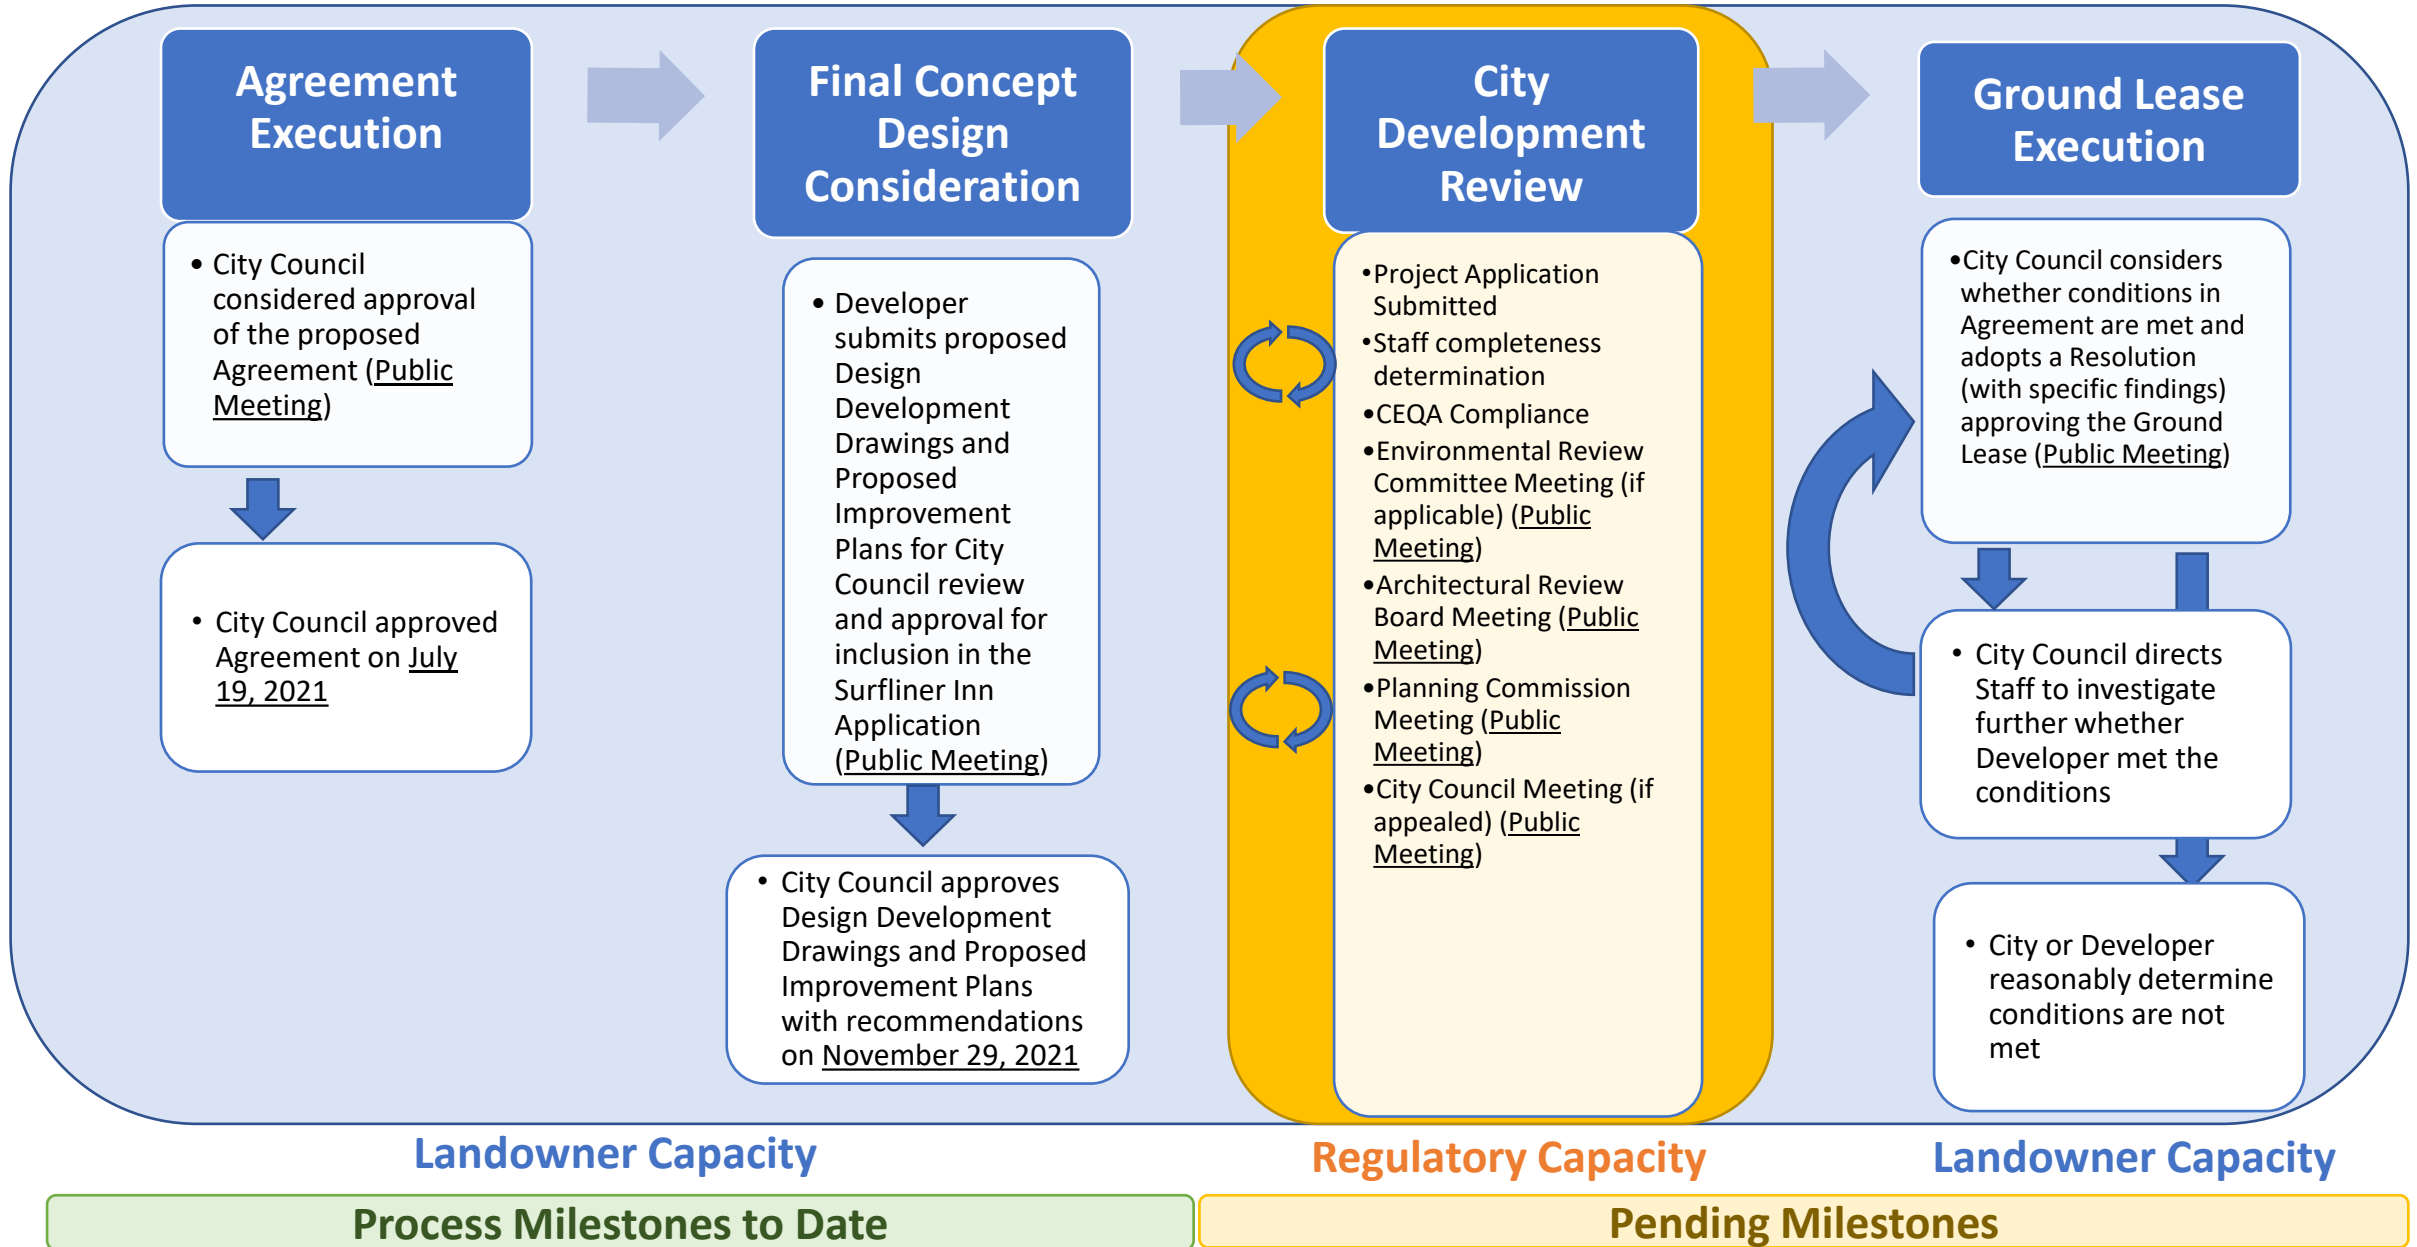 Agreement
Execution
• City Council
considered approval
of the proposed
Agreement (Public
Meeting)
• City Council approved
Agreement on July
19, 2021
Final Concept
Design
Consideration
• Developer
submits proposed
Design
Development
Drawings and
Proposed
Improvement
Plans for City
Council review
and approval for
inclusion in the
Surfliner Inn
Application
(Public Meeting)
• City Council approves
Design Development
Drawings and Proposed
Improvement Plans
with recommendations
on November 29, 2021
City
Development
Review
•Project Application
Submitted
•Staff completeness
determination
•CEQA Compliance
•Environmental Review
Committee Meeting (if
applicable) (Public
Meeting)
•Architectural Review
Board Meeting (Public
Meeting)
•Planning Commission
Meeting (Public
Meeting)
•City Council Meeting (if
appealed) (Public
Meeting)
Ground Lease
Execution
•City Council considers
whether conditions in
Agreement are met and
adopts a Resolution
(with specific findings)
approving the Ground
Lease (Public Meeting)
• City Council directs
Staff to investigate
further whether
Developer met the
conditions
• City or Developer
reasonably determine
conditions are not
met
Landowner Capacity
Regulatory Capacity
Landowner Capacity
Process Milestones to Date
Pending Milestones